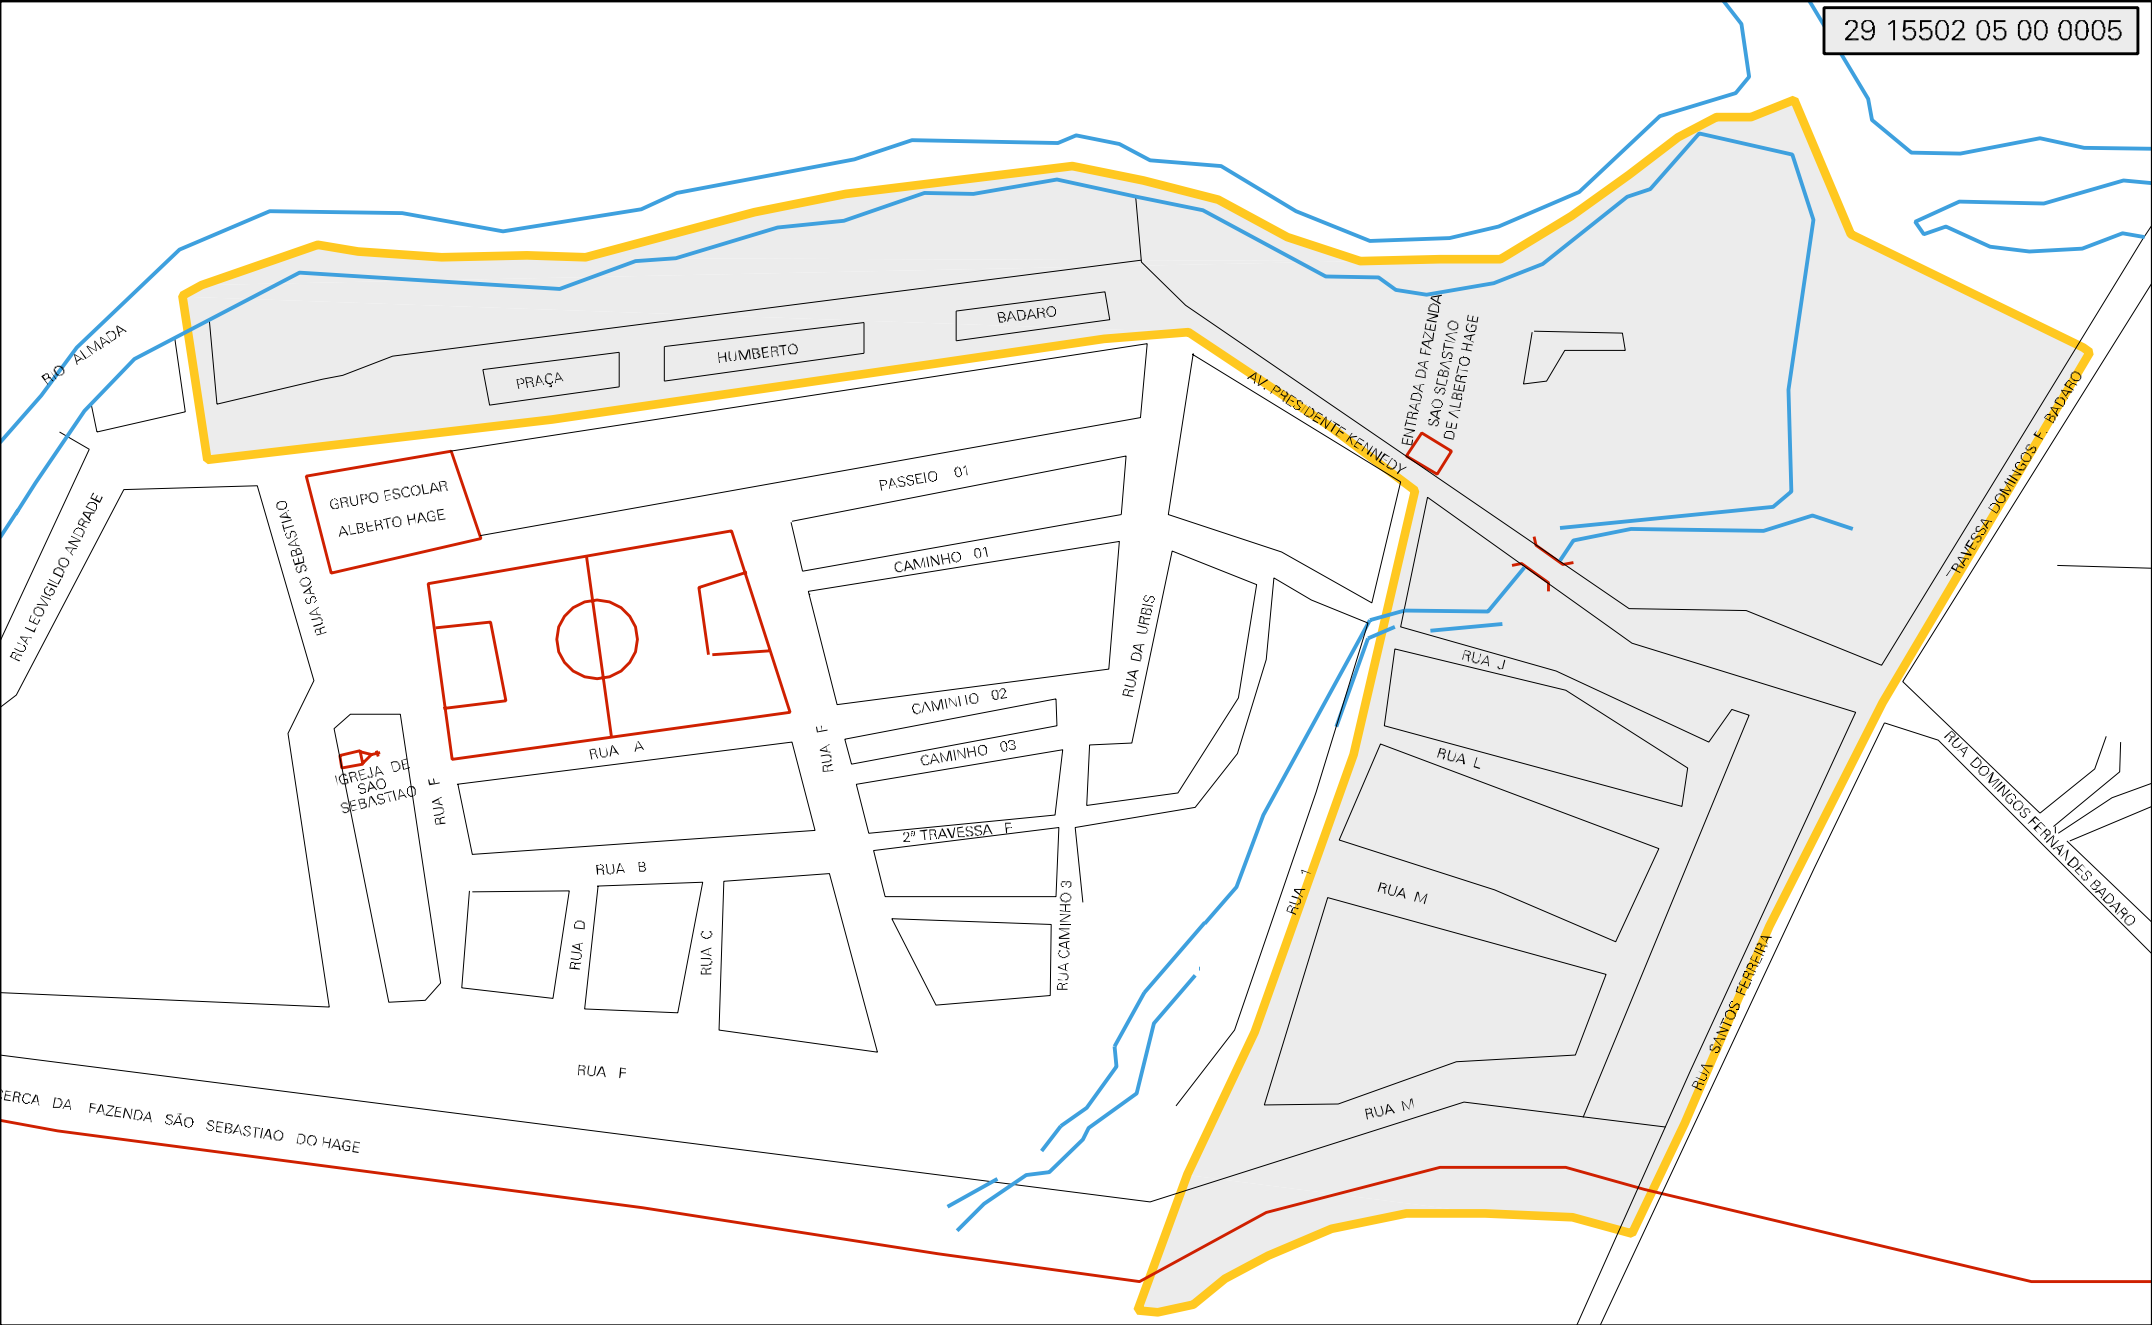 29 15502 05 00 0005
RIO ALMADA
PRAÇA
HUMBERTO
BADARO
ENTRADA DA FAZENDA
SAO SEBASTIAO
DE ALBERTO HAGE
AV. PRESIDENTE KENNEDY
TRAVESSA DOMINGOS F. BADARO
GRUPO ESCOLAR
ALBERTO HAGE
PASSEIO 01
CAMINHO 01
RUA LEOVIGILDO ANDRADE
RUA SAO SEBASTIAO
RUA DA URBIS
CAMINHO 02
CAMINHO 03
RUA A
RUA F
RUA F
IGREJA DE
SAO
SEBASTIAO
2ª TRAVESSA F
RUA B
RUA D
RUA C
RUA CAMINHO 3
RUA F
RUA J
RUA L
RUA M
RUA 1
RUA M
RUA SANTOS FERREIRA
RUA DOMINGOS FERNANDES BADARO
CERCA DA FAZENDA SÃO SEBASTIAO DO HAGE